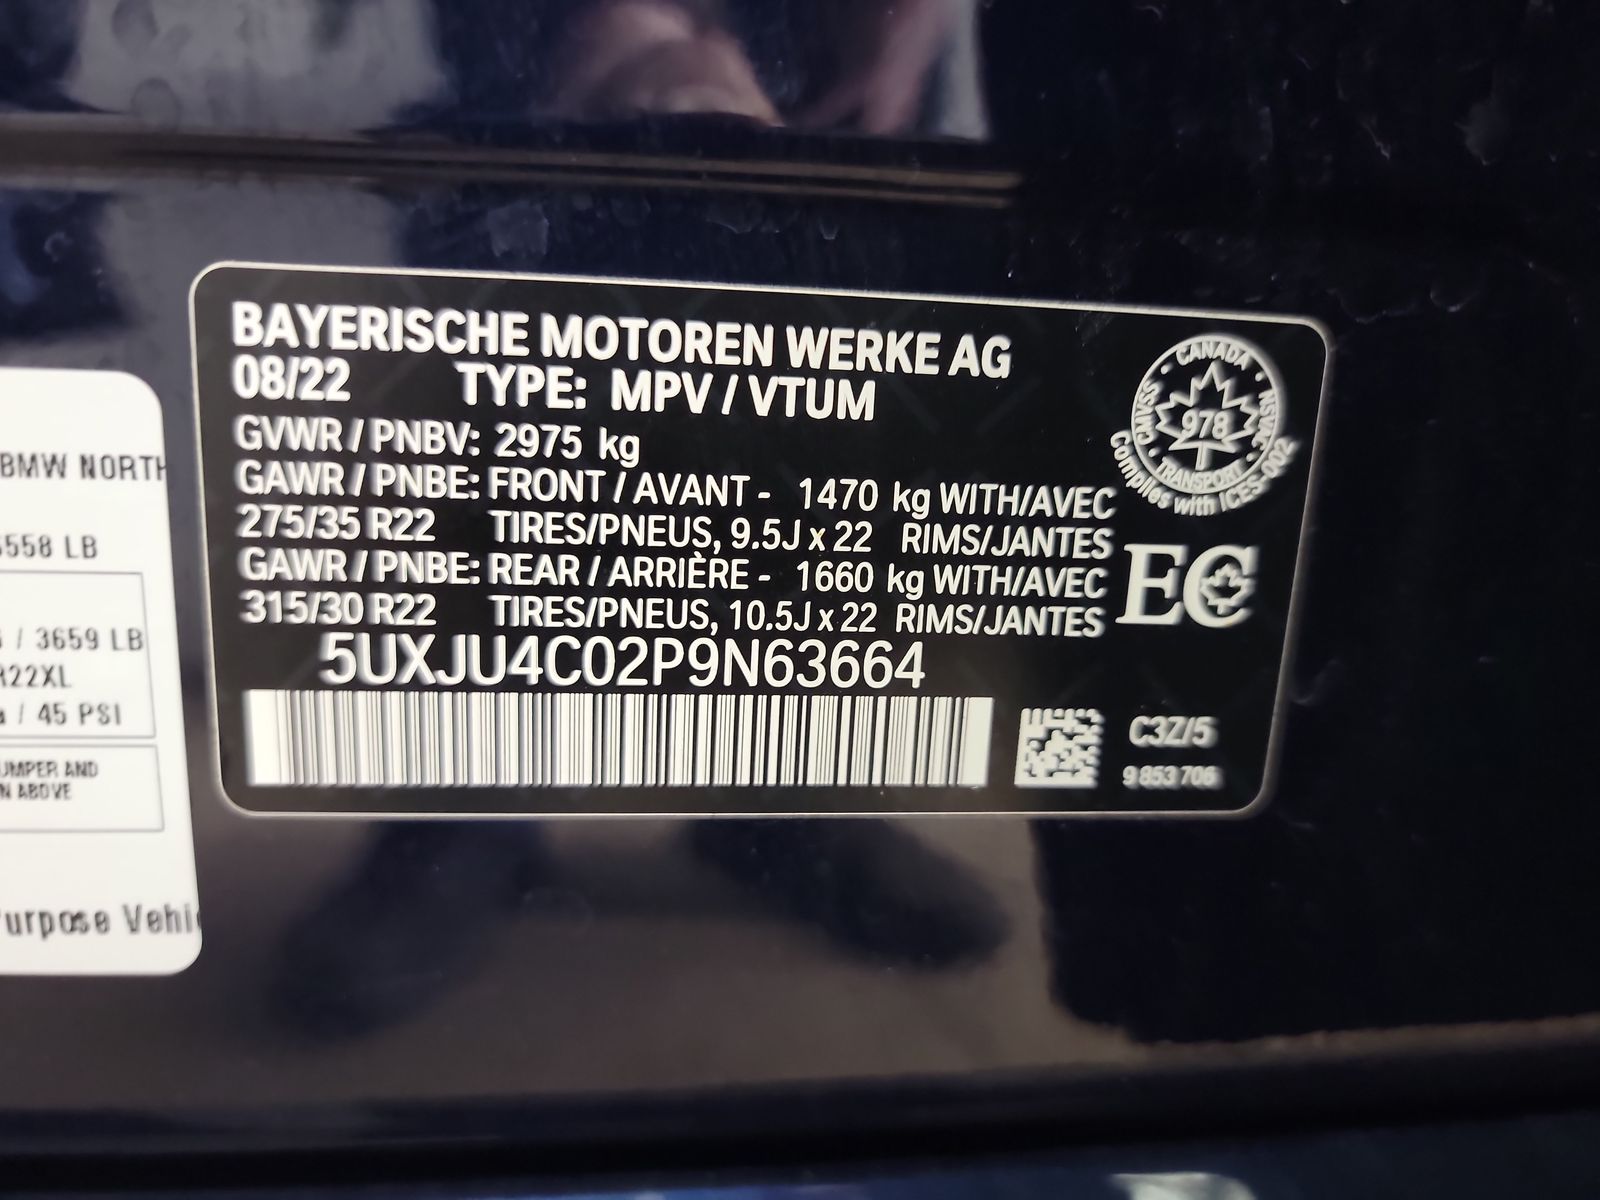 BAYERISCHE MOTOREN WERKE AG
08/22 TYPE: MPV / VTUM
GVWR / PNBV: 2975 kg
GAWR / PNBE: FRONT / AVANT - 1470 kg WITH/AVEC
275/35 R22 TIRES/PNEUS, 9.5J x 22 RIMS/JANTES
GAWR / PNBE: REAR / ARRIÈRE - 1660 kg WITH/AVEC
315/30 R22 TIRES/PNEUS, 10.5J x 22 RIMS/JANTES
5UXJU4C02P9N63664
C3Z/5
9 853 706
CANADA
CMVSS · NVSAC
978
TRANSPORT
Complies with ICES-002
EC
BMW NORTH
558 LB
/ 3659 LB
R22XL
/ 45 PSI
UMPER AND
N ABOVE
urpose Vehi